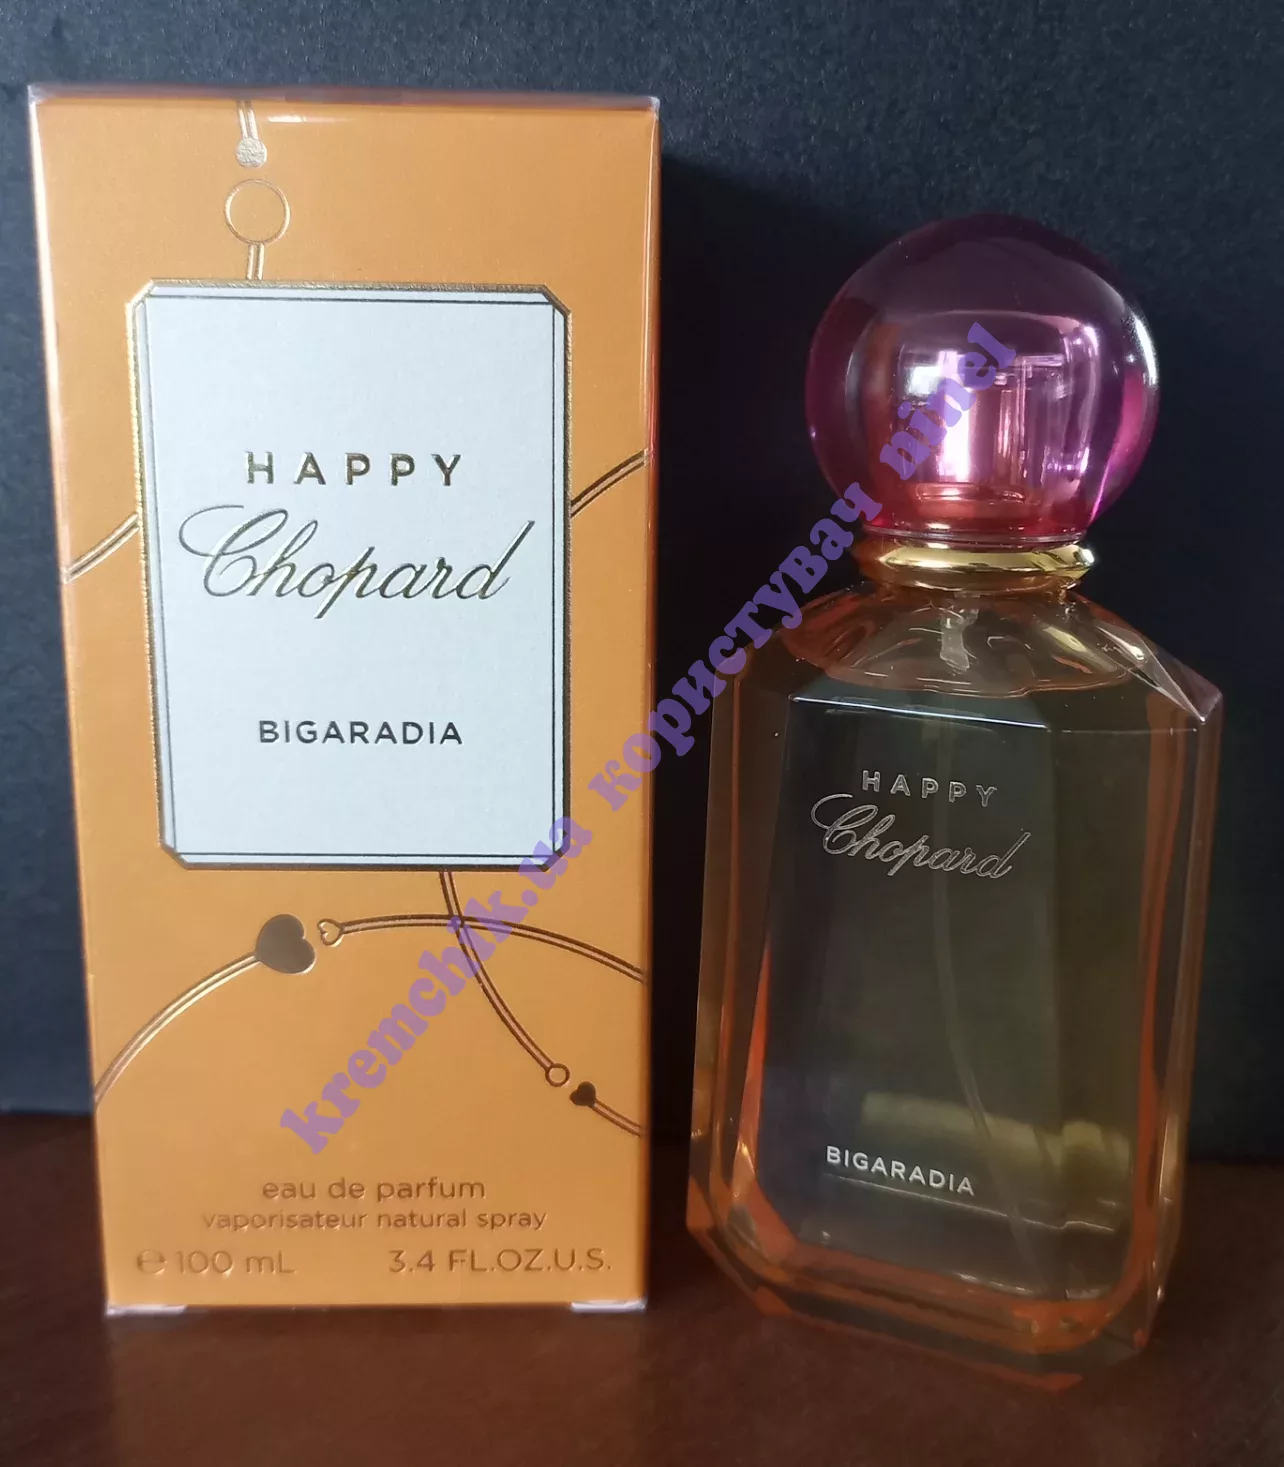 HAPPY
Chopard
BIGARADIA
eau de parfum
vaporisateur natural spray
℮ 100 mL 3.4 FL.OZ.U.S.
HAPPY
Chopard
BIGARADIA
kremchik.ua користувач ninel